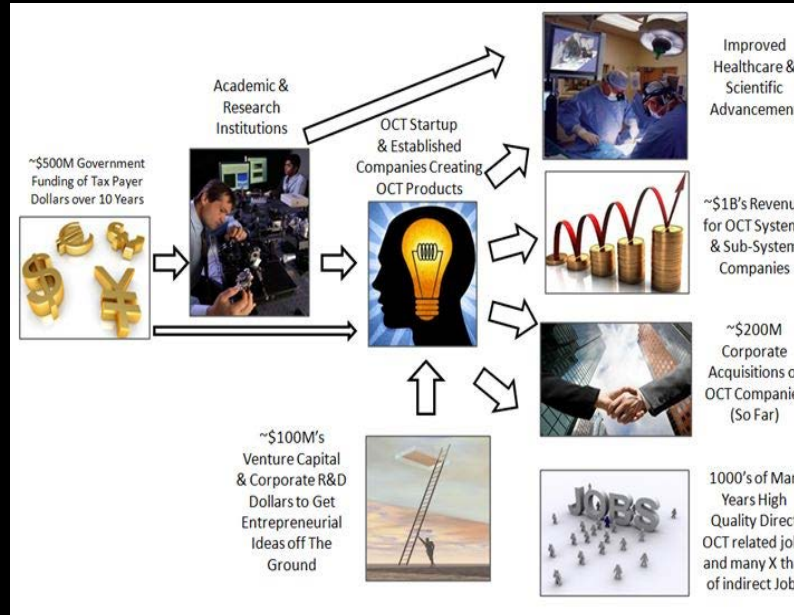 Academic &
Research
Institutions
~$500M Government
Funding of Tax Payer
Dollars over 10 Years
OCT Startup
& Established
Companies Creating
OCT Products
~$100M's
Venture Capital
& Corporate R&D
Dollars to Get
Entrepreneurial
Ideas off The
Ground
Improved
Healthcare &
Scientific
Advancemen
~$1B's Revenu
for OCT System
& Sub-System
Companies
~$200M
Corporate
Acquisitions o
OCT Companie
(So Far)
JOBS
1000's of Man
Years High
Quality Direct
OCT related jo
and many X th
of indirect Job